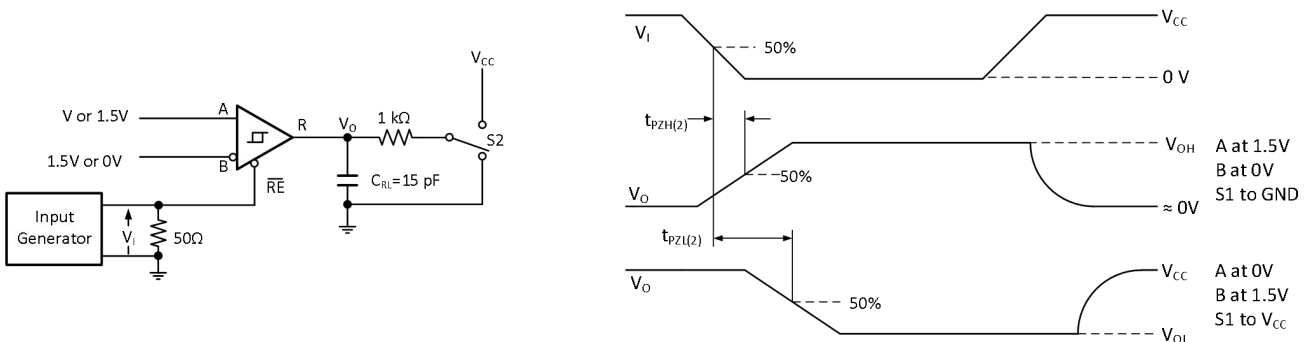 V or 1.5V
1.5V or 0V
A
B
R
RE
V_O
1 kΩ
V_CC
S2
C_RL=15 pF
Input
Generator
V_I
50Ω
V_I
50%
V_CC
0 V
t_PZH(2)
V_O
50%
V_OH
≈ 0V
A at 1.5V
B at 0V
S1 to GND
t_PZL(2)
V_O
50%
V_CC
V_OL
A at 0V
B at 1.5V
S1 to V_CC